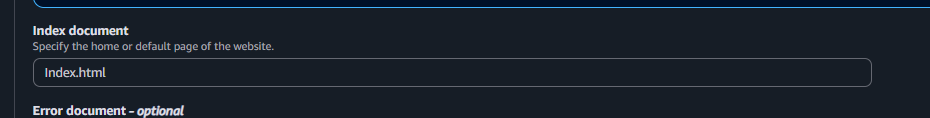 Index document
Specify the home or default page of the website.
Index.html
Error document - optional